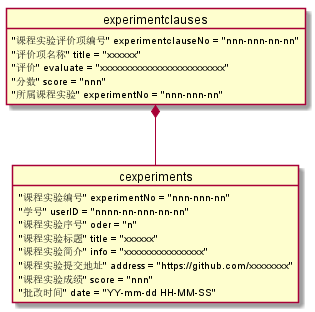 experimentclauses
"课程实验评价项编号" experimentclauseNo = "nnn-nnn-nn-nn"
"评价项名称" title = "xxxxxx"
"评价" evaluate = "xxxxxxxxxxxxxxxxxxxxxxxx"
"分数" score = "nnn"
"所属课程实验" experimentNo = "nnn-nnn-nn"
cexperiments
"课程实验编号" experimentNo = "nnn-nnn-nn"
"学号" userID = "nnnn-nn-nnn-nn-nn"
"课程实验序号" oder = "n"
"课程实验标题" title = "xxxxxx"
"课程实验简介" info = "xxxxxxxxxxxxxxx"
"课程实验提交地址" address = "https://github.com/xxxxxxxx"
"课程实验成绩" score = "nnn"
"批改时间" date = "YY-mm-dd HH-MM-SS"